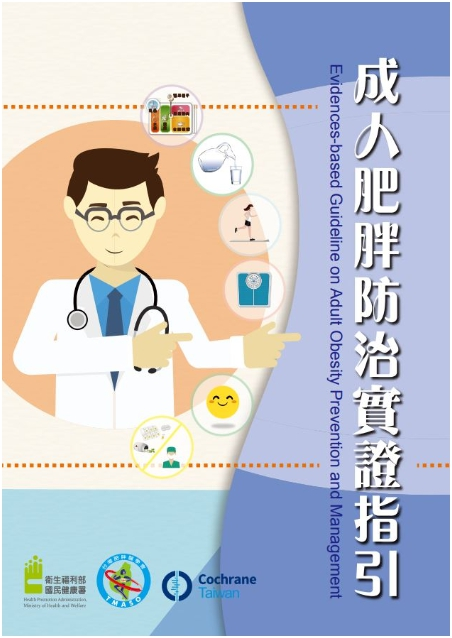 成人肥胖防治實證指引
Evidences-based Guideline on Adult Obesity Prevention and Management
衛生福利部
國民健康署
Health Promotion Administration,
Ministry of Health and Welfare
TMASO
Cochrane
Taiwan